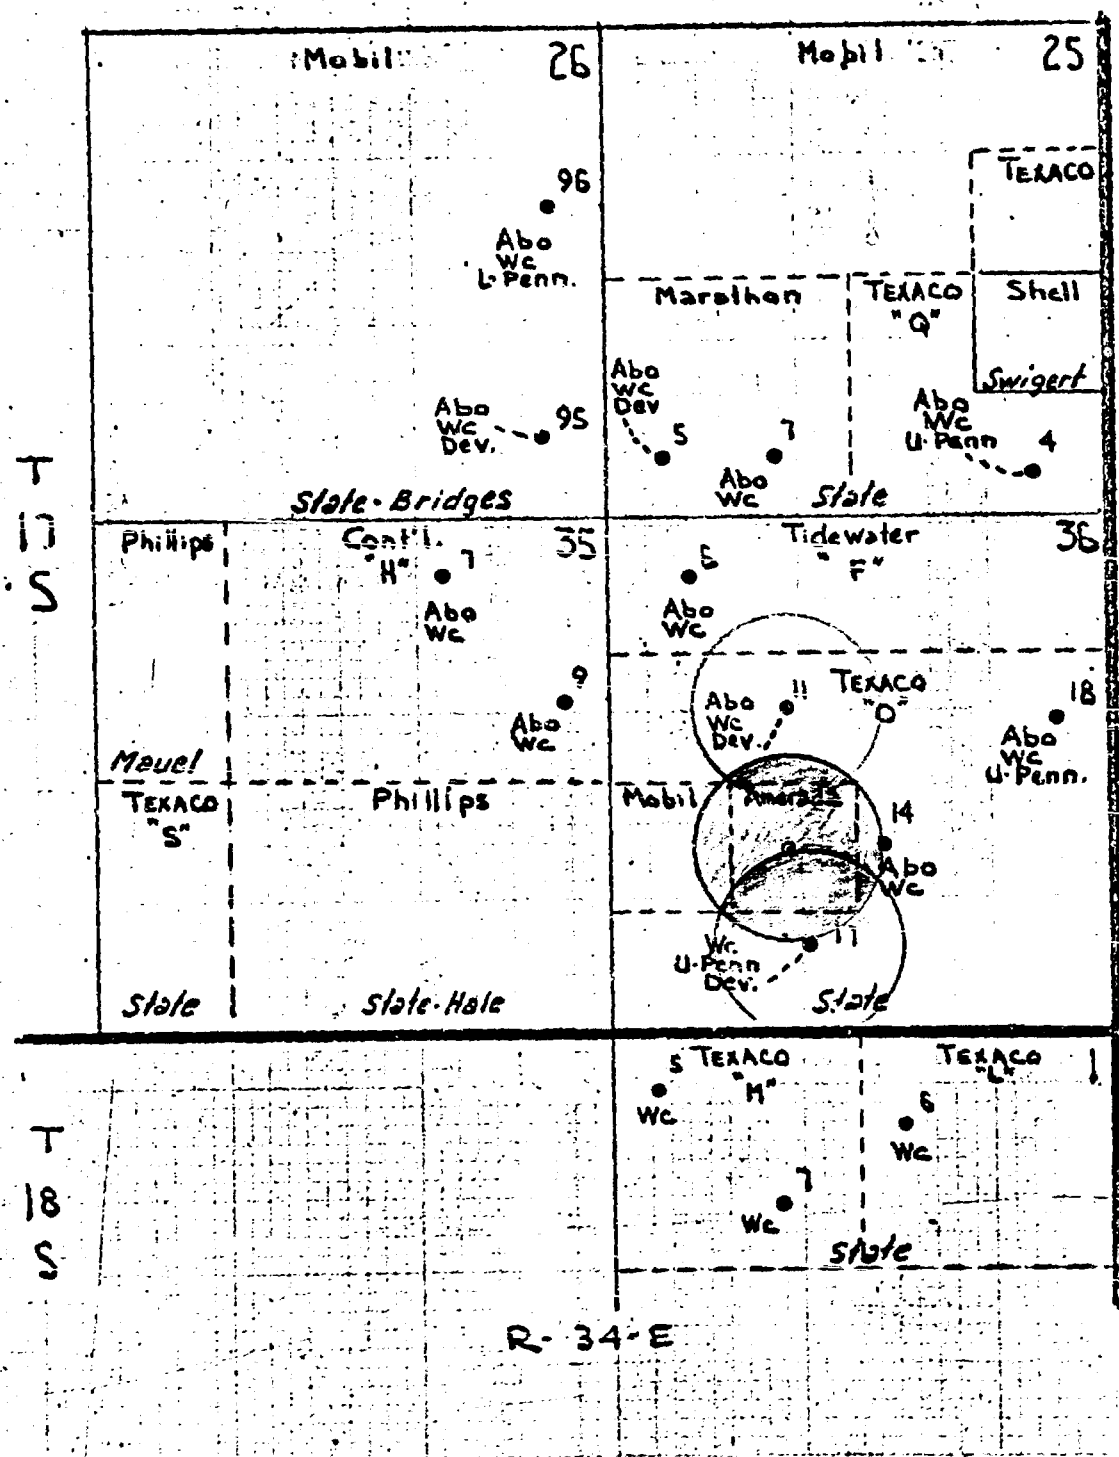 Mobil
26
Mobil
25
TEXACO
96
Abo
Wc
L-Penn.
Marathon
TEXACO
"Q"
Shell
Swigert
Abo
Wc
Dev.
95
Abo
Wc
Dev
5
7
Abo
Wc
Abo
Wc
U-Penn
4
State-Bridges
State
T
17
S
Phillips
Cont'l.
"H"
35
7
Abo
Wc
9
Abo
Wc
Mauel
Tidewater
"F"
36
Abo
Wc
11
Abo
Wc
Dev.
TEXACO
"O"
18
Abo
Wc
U-Penn.
TEXACO
"S"
Phillips
Mobil
Amerada
14
Abo
Wc
17
U-Penn
Dev.
State
State-Hale
State
T
18
S
5
TEXACO
"M"
Wc
TEXACO
"L"
1
6
Wc
7
Wc
State
R-34-E